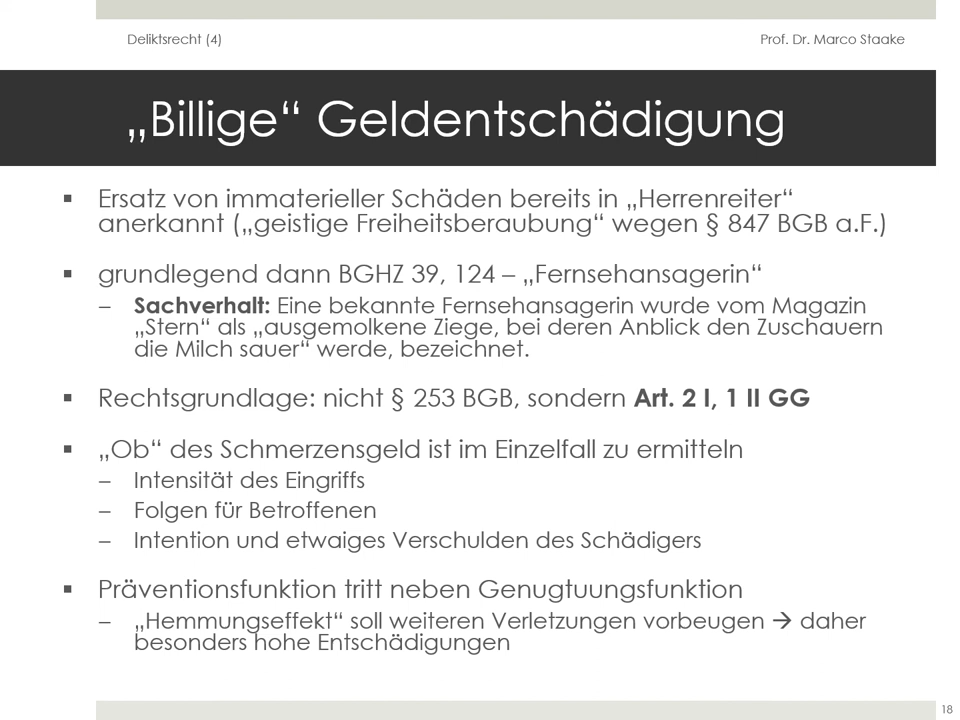 Deliktsrecht (4) Prof. Dr. Marco Staake
„Billige“ Geldentschädigung
▪ Ersatz von immaterieller Schäden bereits in „Herrenreiter“
anerkannt („geistige Freiheitsberaubung“ wegen § 847 BGB a.F.)
▪ grundlegend dann BGHZ 39, 124 – „Fernsehansagerin“
– Sachverhalt: Eine bekannte Fernsehansagerin wurde vom Magazin
„Stern“ als „ausgemolkene Ziege, bei deren Anblick den Zuschauern
die Milch sauer“ werde, bezeichnet.
▪ Rechtsgrundlage: nicht § 253 BGB, sondern Art. 2 I, 1 II GG
▪ „Ob“ des Schmerzensgeld ist im Einzelfall zu ermitteln
– Intensität des Eingriffs
– Folgen für Betroffenen
– Intention und etwaiges Verschulden des Schädigers
▪ Präventionsfunktion tritt neben Genugtuungsfunktion
– „Hemmungseffekt“ soll weiteren Verletzungen vorbeugen → daher
besonders hohe Entschädigungen
18